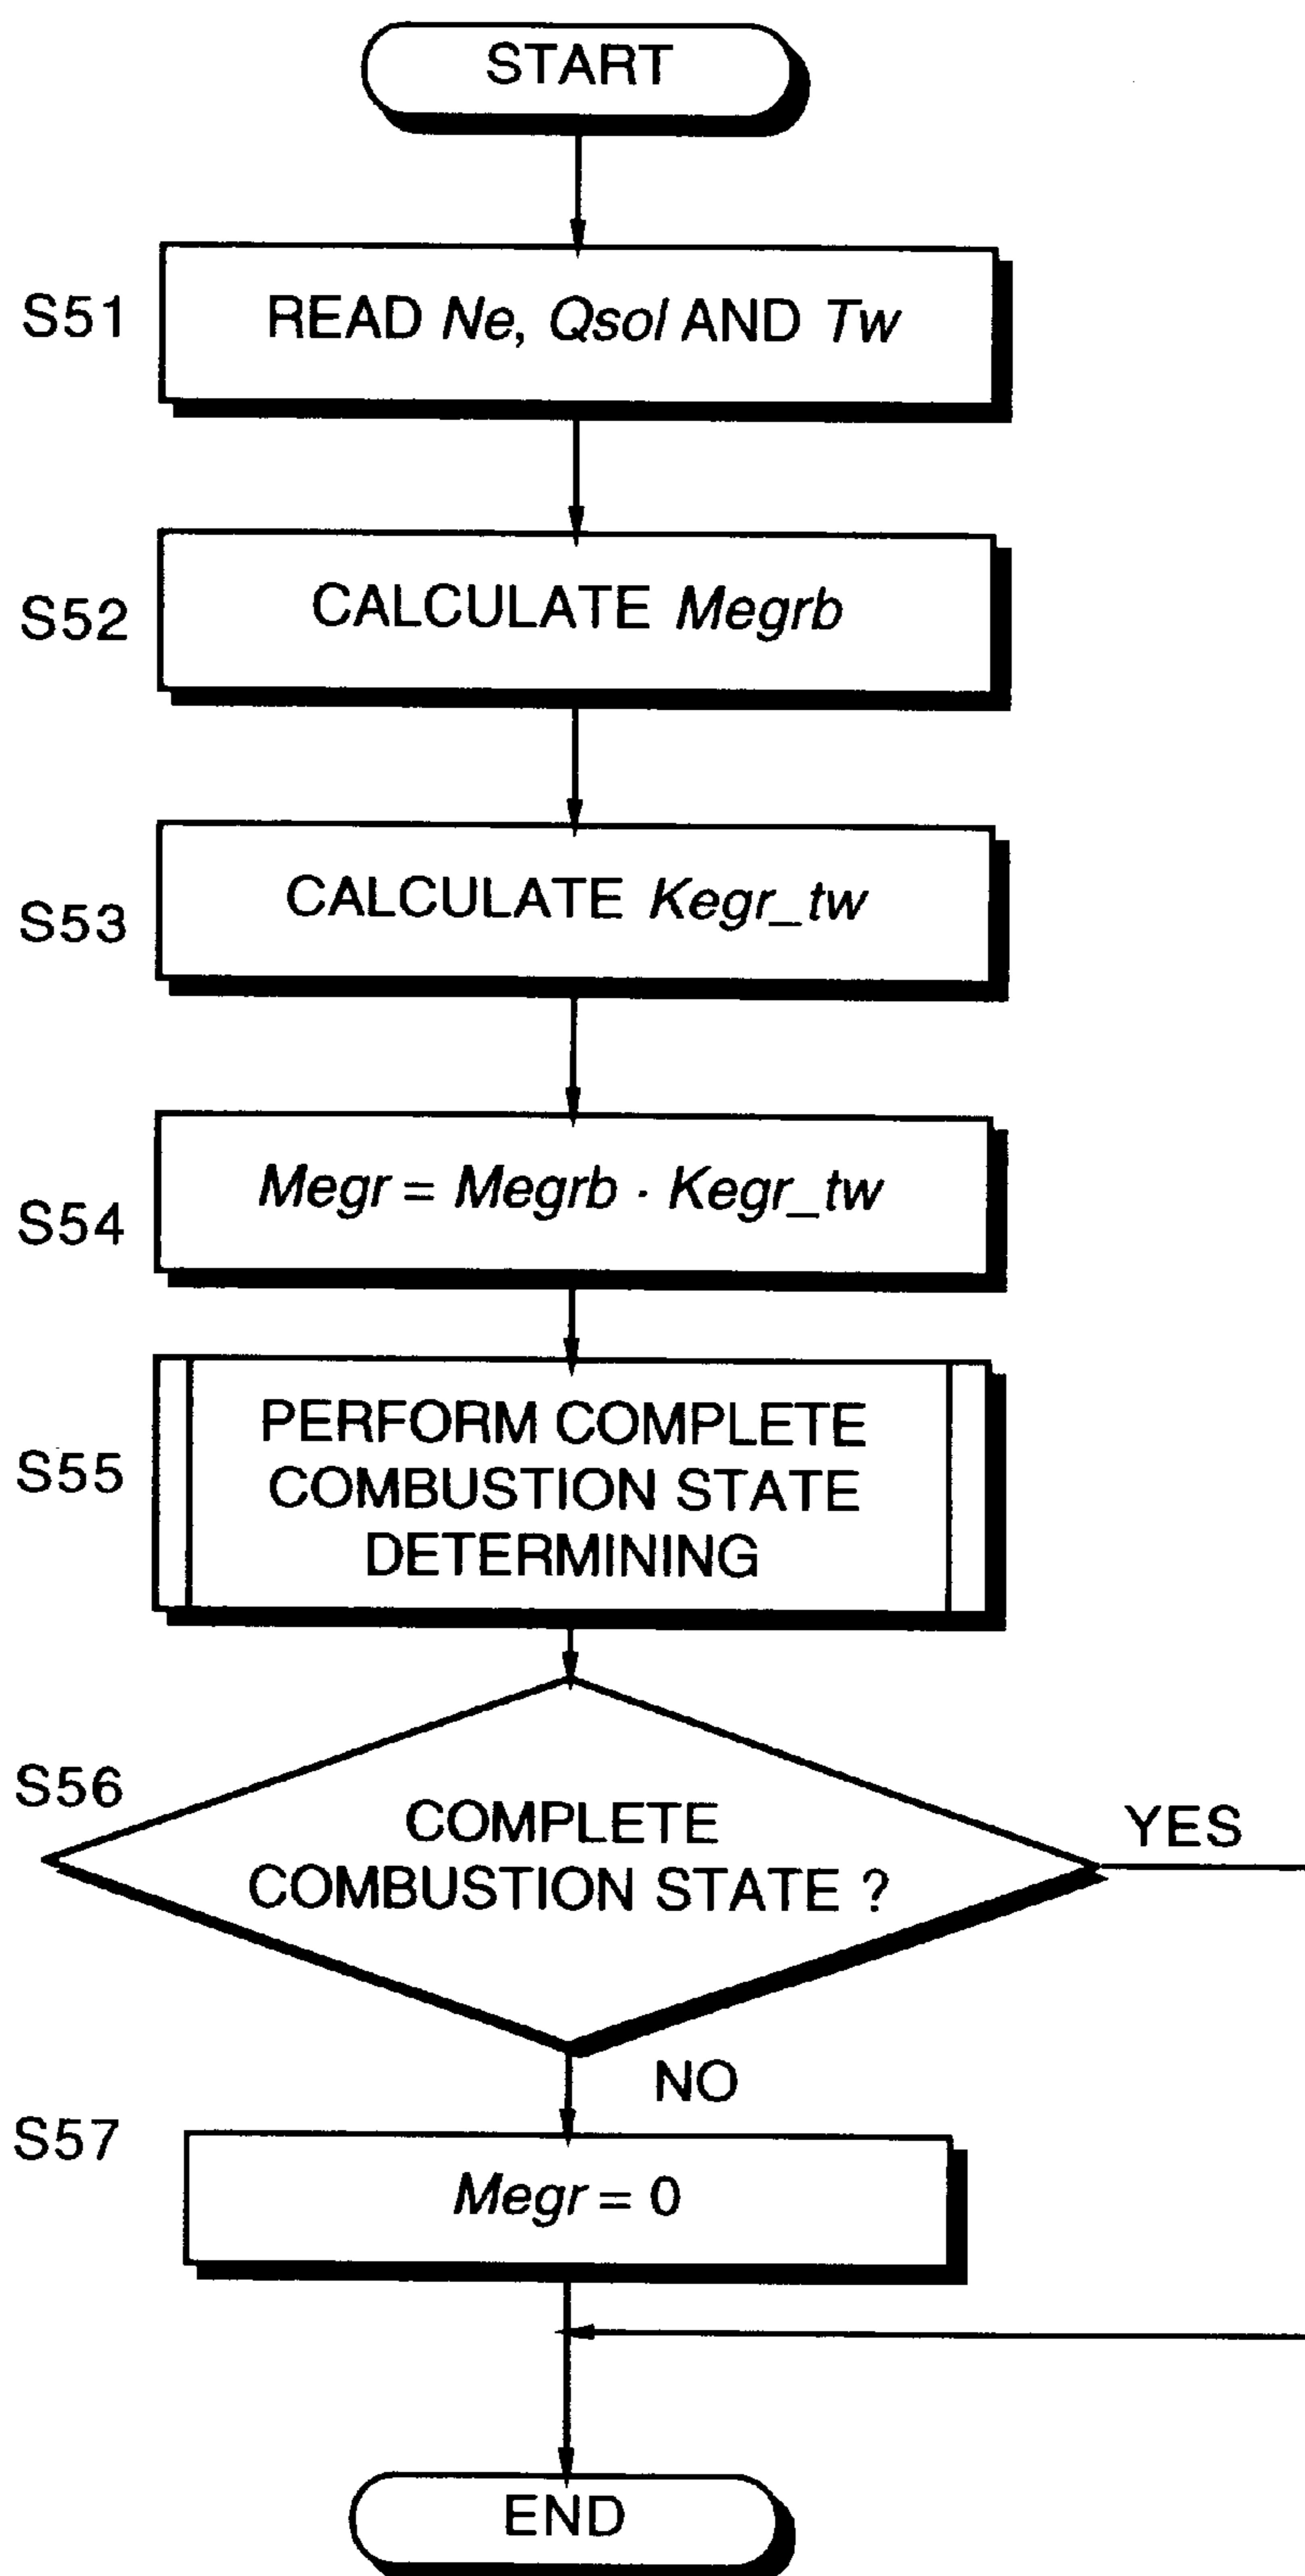 START
S51
READ Ne, Qsol AND Tw
S52
CALCULATE Megrb
S53
CALCULATE Kegr_tw
S54
Megr = Megrb · Kegr_tw
S55
PERFORM COMPLETE
COMBUSTION STATE
DETERMINING
S56
COMPLETE
COMBUSTION STATE ?
YES
NO
S57
Megr = 0
END